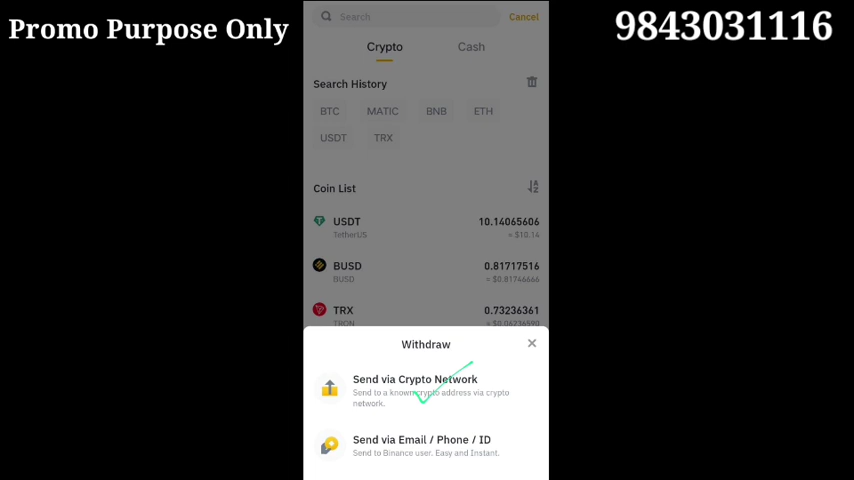 Promo Purpose Only
9843031116
Search
Cancel
Crypto
Cash
Search History
BTC
MATIC
BNB
ETH
USDT
TRX
Coin List
USDT
10.14065606
TetherUS
≈ $10.14
BUSD
0.81717516
BUSD
≈ $0.81746666
TRX
0.73236361
TRON
≈ $0.06236590
Withdraw
Send via Crypto Network
Send to a known crypto address via crypto
network.
Send via Email / Phone / ID
Send to Binance user. Easy and Instant.